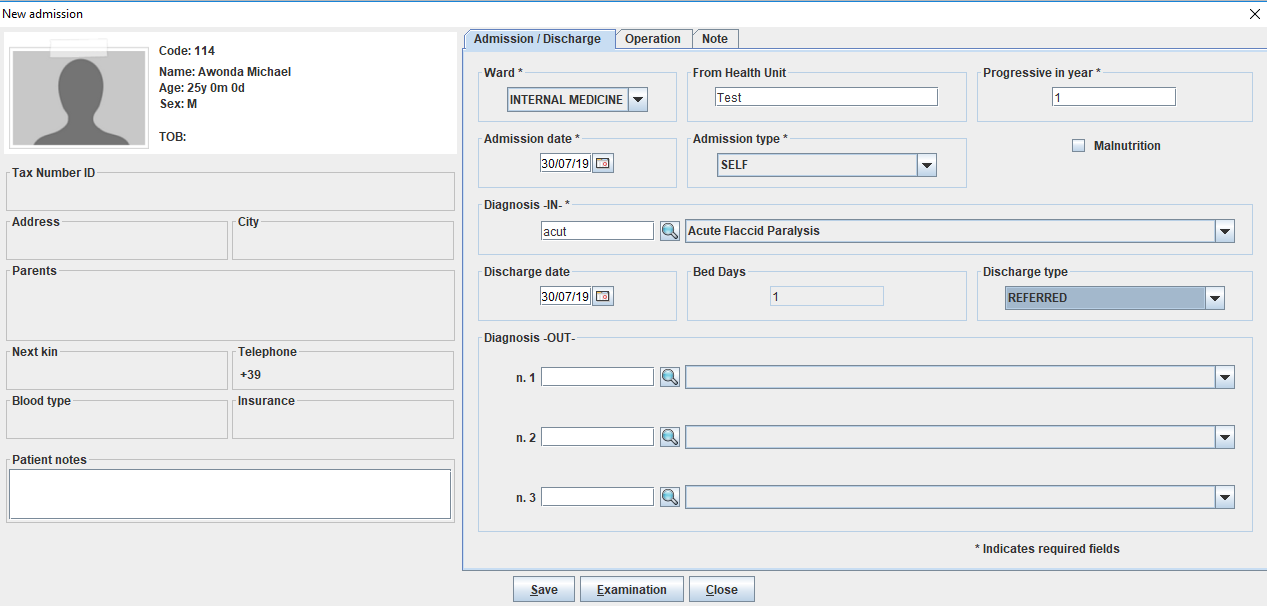 New admission
Code: 114
Name: Awonda Michael
Age: 25y 0m 0d
Sex: M
TOB:
Tax Number ID
Address
City
Parents
Next kin
Telephone
+39
Blood type
Insurance
Patient notes
Admission / Discharge
Operation
Note
Ward *
INTERNAL MEDICINE
From Health Unit
Test
Progressive in year *
1
Admission date *
30/07/19
Admission type *
SELF
Malnutrition
Diagnosis -IN- *
acut
Acute Flaccid Paralysis
Discharge date
30/07/19
Bed Days
1
Discharge type
REFERRED
Diagnosis -OUT-
n. 1
n. 2
n. 3
* Indicates required fields
Save
Examination
Close